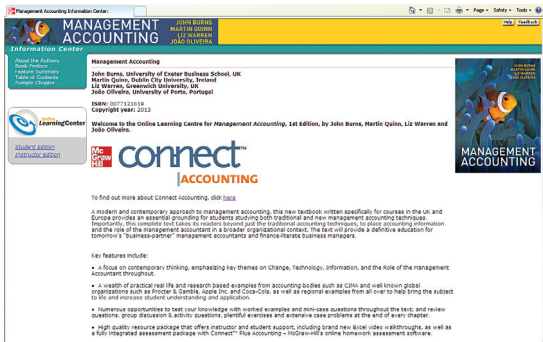 Management Accounting Information Center:
Page
Safety
Tools
MANAGEMENT
ACCOUNTING
JOHN BURNS
MARTIN QUINN
LIZ WARREN
JOÃO OLIVEIRA
Help
Feedback
Information Center
About the Authors
Book Preface
Feature Summary
Table of Contents
Sample Chapter
Online
LearningCenter
Student Edition
Instructor Edition
Management Accounting
John Burns, University of Exeter Business School, UK
Martin Quinn, Dublin City University, Ireland
Liz Warren, Greenwich University, UK
João Oliveira, University of Porto, Portugal
ISBN: 0077121619
Copyright year: 2013
Welcome to the Online Learning Centre for Management Accounting, 1st Edition, by John Burns, Martin Quinn, Liz Warren and
João Oliveira.
Mc
Graw
Hill
connect™
ACCOUNTING
To find out more about Connect Accounting, click here
A modern and contemporary approach to management accounting, this new textbook written specifically for courses in the UK and
Europe provides an essential grounding for students studying both traditional and new management accounting techniques.
Importantly, this complete text takes its readers beyond just the traditional accounting techniques, to place accounting information
and the role of the management accountant in a broader organizational context. The text will provide a definitive education for
tomorrow's "business-partner" management accountants and finance-literate business managers.
Key features include:
• A focus on contemporary thinking, emphasizing key themes on Change, Technology, Information, and the Role of the Management
Accountant throughout.
• A wealth of practical real life and research based examples from accounting bodies such as CIMA and well known global
organizations such as Procter & Gamble, Apple Inc. and Coca-Cola, as well as regional examples from all over to help bring the subject
to life and increase student understanding and application.
• Numerous opportunities to test your knowledge with worked examples and mini-case questions throughout the text; and review
questions, group discussion & activity questions, plentiful exercises and extensive case problems at the end of every chapter.
• High quality resource package that offers instructor and student support, including brand new Excel video walkthroughs, as well as
a fully integrated assessment package with Connect™ Plus Accounting – McGraw-Hill's online homework assessment software.
JOHN BURNS
MARTIN QUINN
LIZ WARREN
JOÃO OLIVEIRA
MANAGEMENT
ACCOUNTING